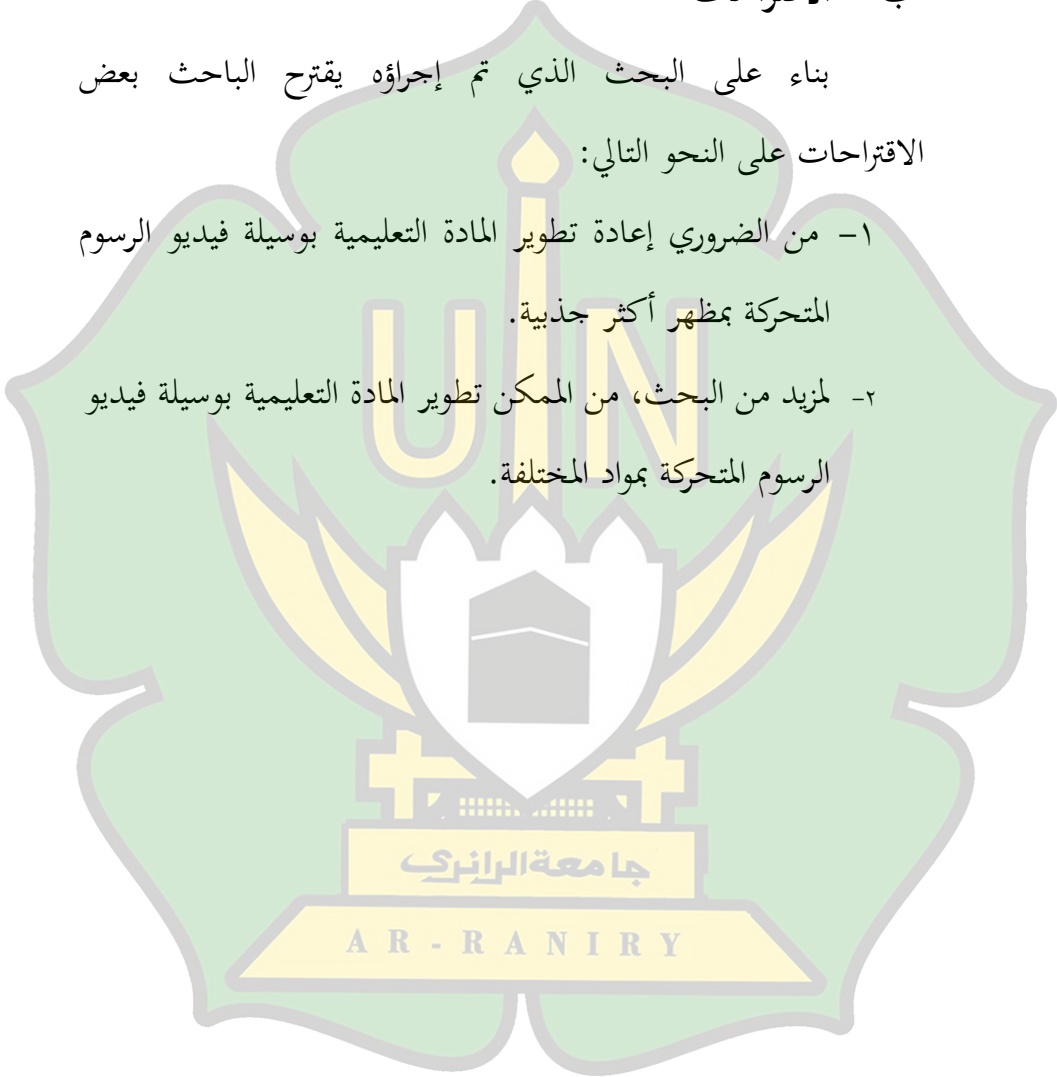 ب- الاقتراحات
بناء على البحث الذي تم إجراؤه يقترح الباحث بعض
الاقتراحات على النحو التالي:
١- من الضروري إعادة تطوير المادة التعليمية بوسيلة فيديو الرسوم
المتحركة بمظهر أكثر جذبية.
٢- لمزيد من البحث، من الممكن تطوير المادة التعليمية بوسيلة فيديو
الرسوم المتحركة بمواد المختلفة.
UIN
جامعة الرانري
AR-RANIRY